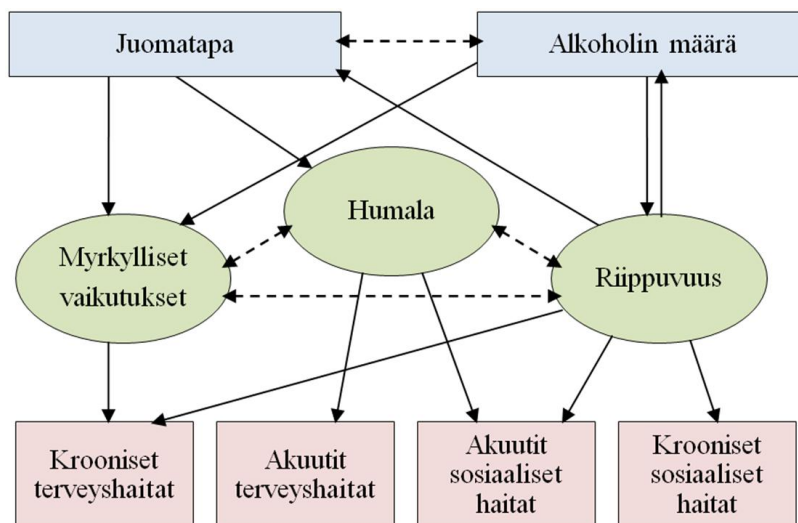 Juomatapa
Alkoholin määrä
Humala
Myrkylliset
vaikutukset
Riippuvuus
Krooniset
terveyshaitat
Akuutit
terveyshaitat
Akuutit
sosiaaliset
haitat
Krooniset
sosiaaliset
haitat